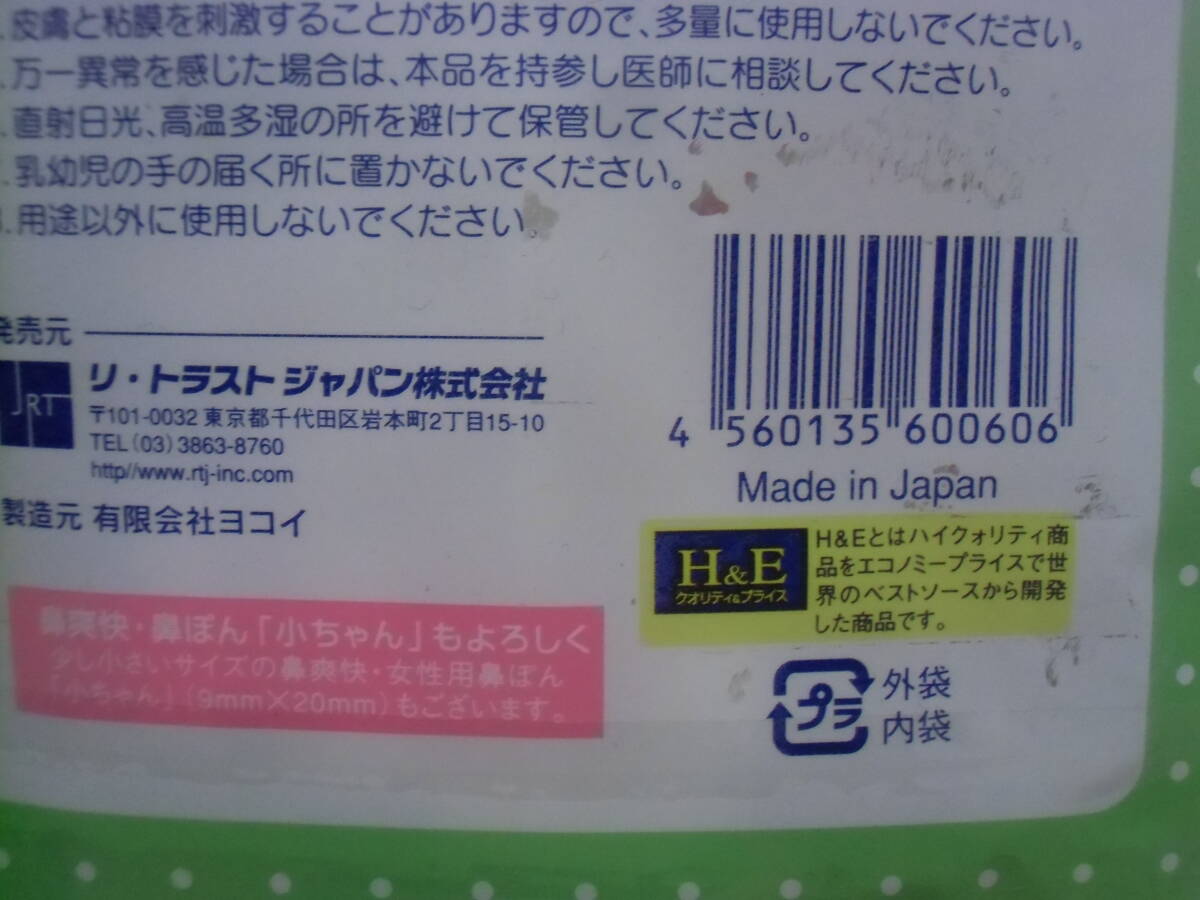 .皮膚と粘膜を刺激することがありますので、多量に使用しないでください。
.万一異常を感じた場合は、本品を持参し医師に相談してください。
.直射日光、高温多湿の所を避けて保管してください。
.乳幼児の手の届く所に置かないでください。
.用途以外に使用しないでください。
発売元
JRT
リ・トラスト ジャパン株式会社
〒101-0032 東京都千代田区岩本町2丁目15-10
TEL(03)3863-8760
http//www.rtj-inc.com
製造元 有限会社ヨコイ
4 560135 600606
Made in Japan
H&E
クオリティ&プライス
H&Eとはハイクォリティ商
品をエコノミープライスで世
界のベストソースから開発
した商品です。
鼻爽快・鼻ぽん「小ちゃん」もよろしく
少し小さいサイズの鼻爽快・女性用鼻ぽん
「小ちゃん」(9mm×20mm)もございます。
プラ
外袋
内袋